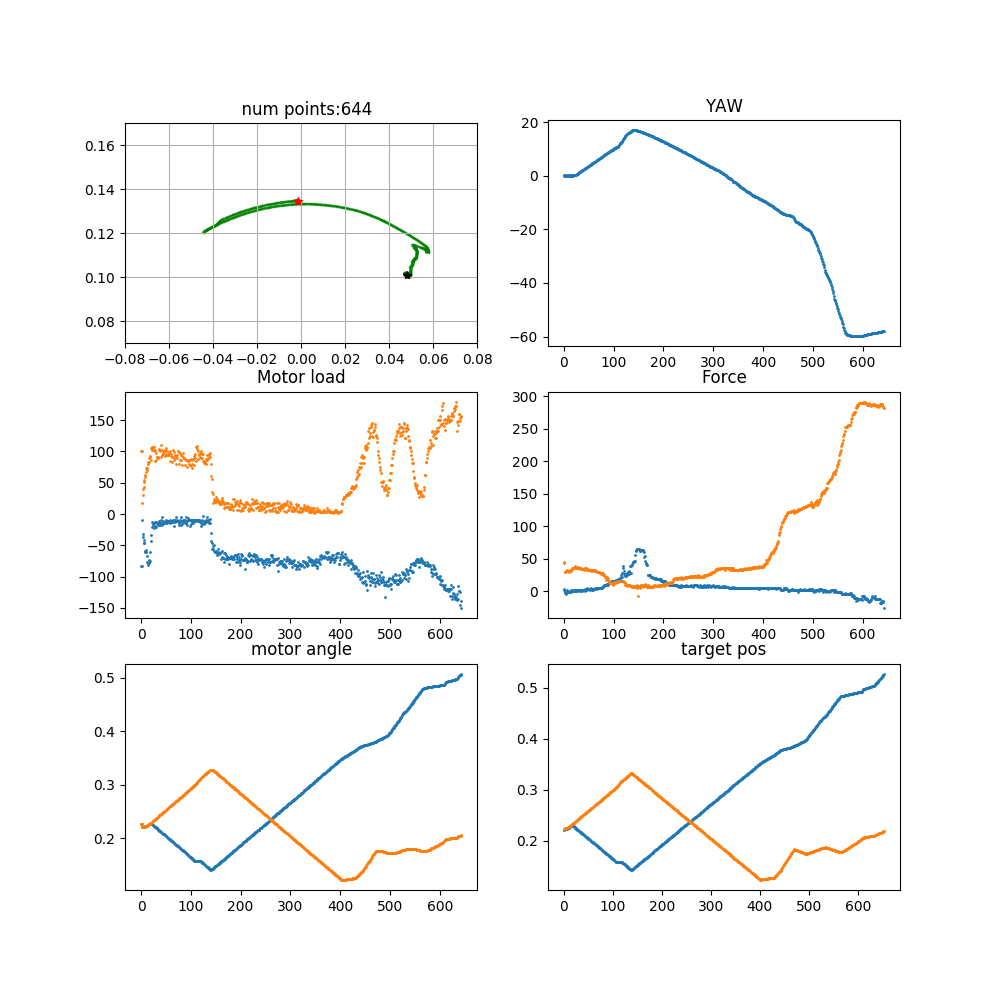 num points:644
YAW
0.16
0.14
0.12
0.10
0.08
−0.08 −0.06 −0.04 −0.02 0.00 0.02 0.04 0.06 0.08
20
0
−20
−40
−60
0 100 200 300 400 500 600
Motor load
Force
150
100
50
0
−50
−100
−150
0 100 200 300 400 500 600
300
250
200
150
100
50
0
0 100 200 300 400 500 600
motor angle
target pos
0.5
0.4
0.3
0.2
0 100 200 300 400 500 600
0.5
0.4
0.3
0.2
0 100 200 300 400 500 600